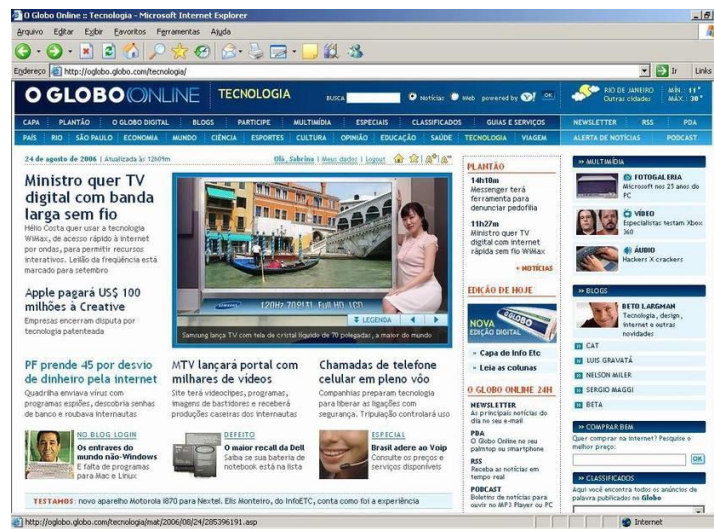 O Globo Online :: Tecnologia - Microsoft Internet Explorer
Arquivo Editar Exibir Favoritos Ferramentas Ajuda
Endereço http://oglobo.globo.com/tecnologia/ Ir Links
O GLOBO ONLINE TECNOLOGIA
BUSCA Notícias Web powered by Y! OK
RIO DE JANEIRO
Outras cidades
MÍN.: 11°
MÁX.: 30°
CAPA PLANTÃO O GLOBO DIGITAL BLOGS PARTICIPE MULTIMÍDIA ESPECIAIS CLASSIFICADOS GUIAS E SERVIÇOS NEWSLETTER RSS PDA
PAÍS RIO SÃO PAULO ECONOMIA MUNDO CIÊNCIA ESPORTES CULTURA OPINIÃO EDUCAÇÃO SAÚDE TECNOLOGIA VIAGEM ALERTA DE NOTÍCIAS PODCAST
24 de agosto de 2006 | Atualizada às 12h09m
Olá, Sabrina | Meus dados | Logout
Ministro quer TV
digital com banda
larga sem fio
Hélio Costa quer usar a tecnologia
WiMax, de acesso rápido à internet
por ondas, para permitir recursos
interativos. Leilão da freqüência está
marcado para setembro
Apple pagará US$ 100
milhões à Creative
Empresas encerram disputa por
tecnologia patenteada
SAMSUNG 120Hz 70(931) Full HD LCD
LEGENDA
Samsung lança TV com tela de cristal líquido de 70 polegadas, a maior do mundo
PF prende 45 por desvio
de dinheiro pela internet
Quadrilha enviava vírus com
programas espiões, descobria senhas
de banco e roubava internautas
MTV lançará portal com
milhares de vídeos
Site terá videoclipes, programas,
imagens de bastidores e receberá
produções caseiras dos internautas
Chamadas de telefone
celular em pleno vôo
Companhias preparam tecnologia
para liberar as ligações com
segurança. Tripulação controlará uso
NO BLOG LOGIN
Os entraves do
mundo não-Windows
E falta de programas
para Mac e Linux
DEFEITO
O maior recall da Dell
Saiba se sua bateria de
notebook está na lista
ESPECIAL
Brasil adere ao Voip
Consulte os preços e
serviços disponíveis
TESTAMOS: novo aparelho Motorola i870 para Nextel. Elis Monteiro, do InfoETC, conta como foi a experiência
PLANTÃO
14h10m
Messenger terá
ferramenta para
denunciar pedofilia
11h27m
Ministro quer TV
digital com internet
rápida sem fio WiMax
+ NOTÍCIAS
EDIÇÃO DE HOJE
O GLOBO
NOVA
EDIÇÃO DIGITAL
- Capa de Info Etc
- Leia as colunas
O GLOBO ONLINE 24H
NEWSLETTER
As principais notícias do
dia no seu e-mail
PDA
O Globo Online no seu
palmtop ou smartphone
RSS
Receba as notícias em
tempo real
PODCAST
Boletins de notícias para
ouvir no MP3 Player ou PC
» MULTIMÍDIA
FOTOGALERIA
Microsoft nos 25 anos do
PC
VÍDEO
Especialistas testam Xbox
360
ÁUDIO
Hackers X crackers
» BLOGS
BETO LARGMAN
Tecnologia, design,
internet e outras
novidades
CAT
LUIS GRAVATÁ
NELSON MILER
SERGIO MAGGI
BETA
» COMPRAR BEM
Quer comprar na internet? Pesquise o
melhor preço:
OK
» CLASSIFICADOS
Aqui você encontra todos os anúncios de
palavra publicados no Globo
http://oglobo.globo.com/tecnologia/mat/2006/08/24/285396191.asp Internet